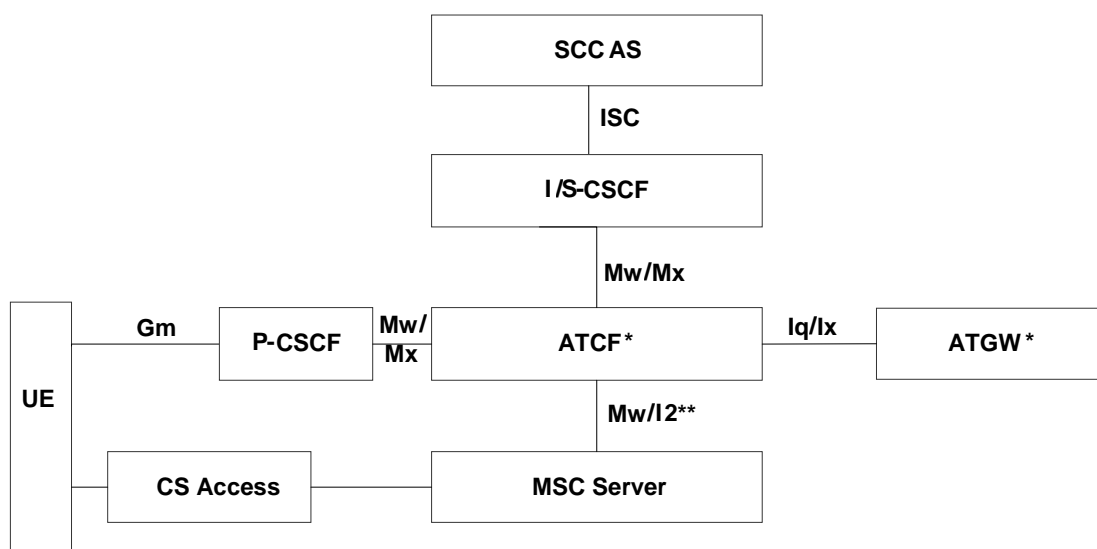 SCC AS
ISC
I/S-CSCF
Mw/Mx
Gm
P-CSCF
Mw/
Mx
ATCF*
Iq/Ix
ATGW*
UE
Mw/I2**
CS Access
MSC Server